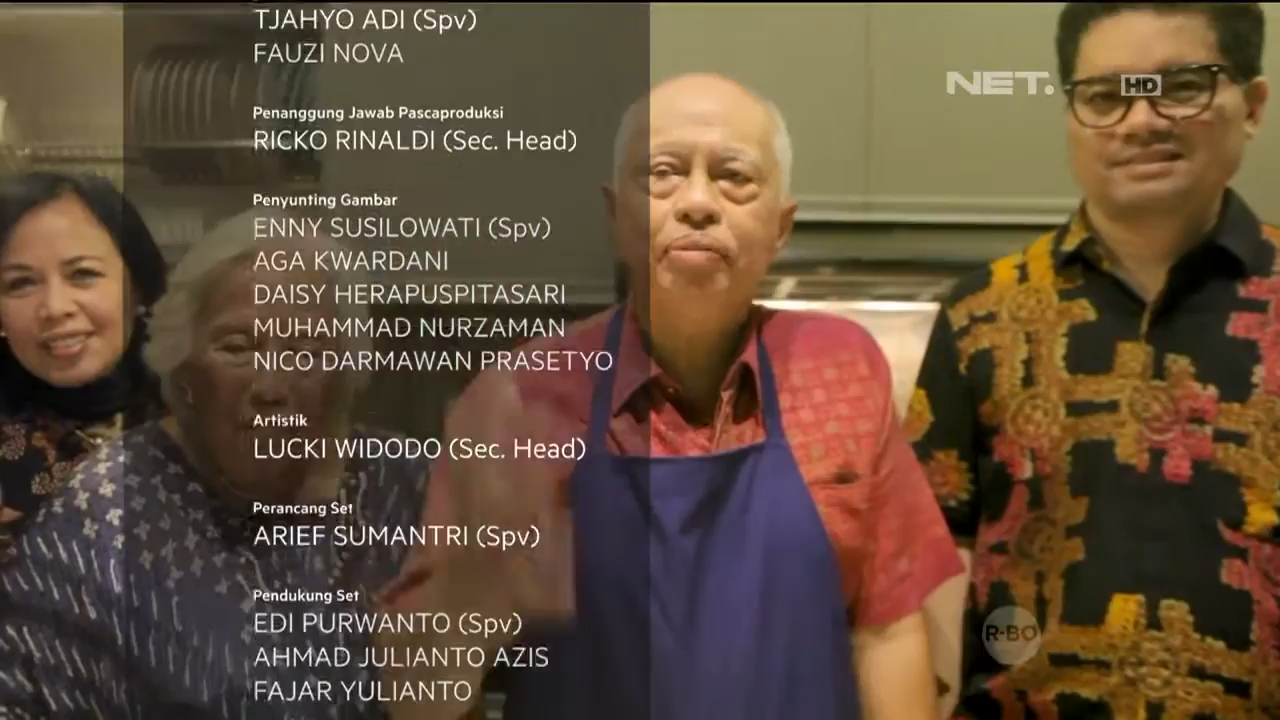 TJAHYO ADI (Spv)
FAUZI NOVA
NET.
HD
Penanggung Jawab Pascaproduksi
RICKO RINALDI (Sec. Head)
Penyunting Gambar
ENNY SUSILOWATI (Spv)
AGA KWARDANI
DAISY HERAPUSPITASARI
MUHAMMAD NURZAMAN
NICO DARMAWAN PRASETYO
Artistik
LUCKI WIDODO (Sec. Head)
Perancang Set
ARIEF SUMANTRI (Spv)
Pendukung Set
EDI PURWANTO (Spv)
AHMAD JULIANTO AZIS
FAJAR YULIANTO
R-BO